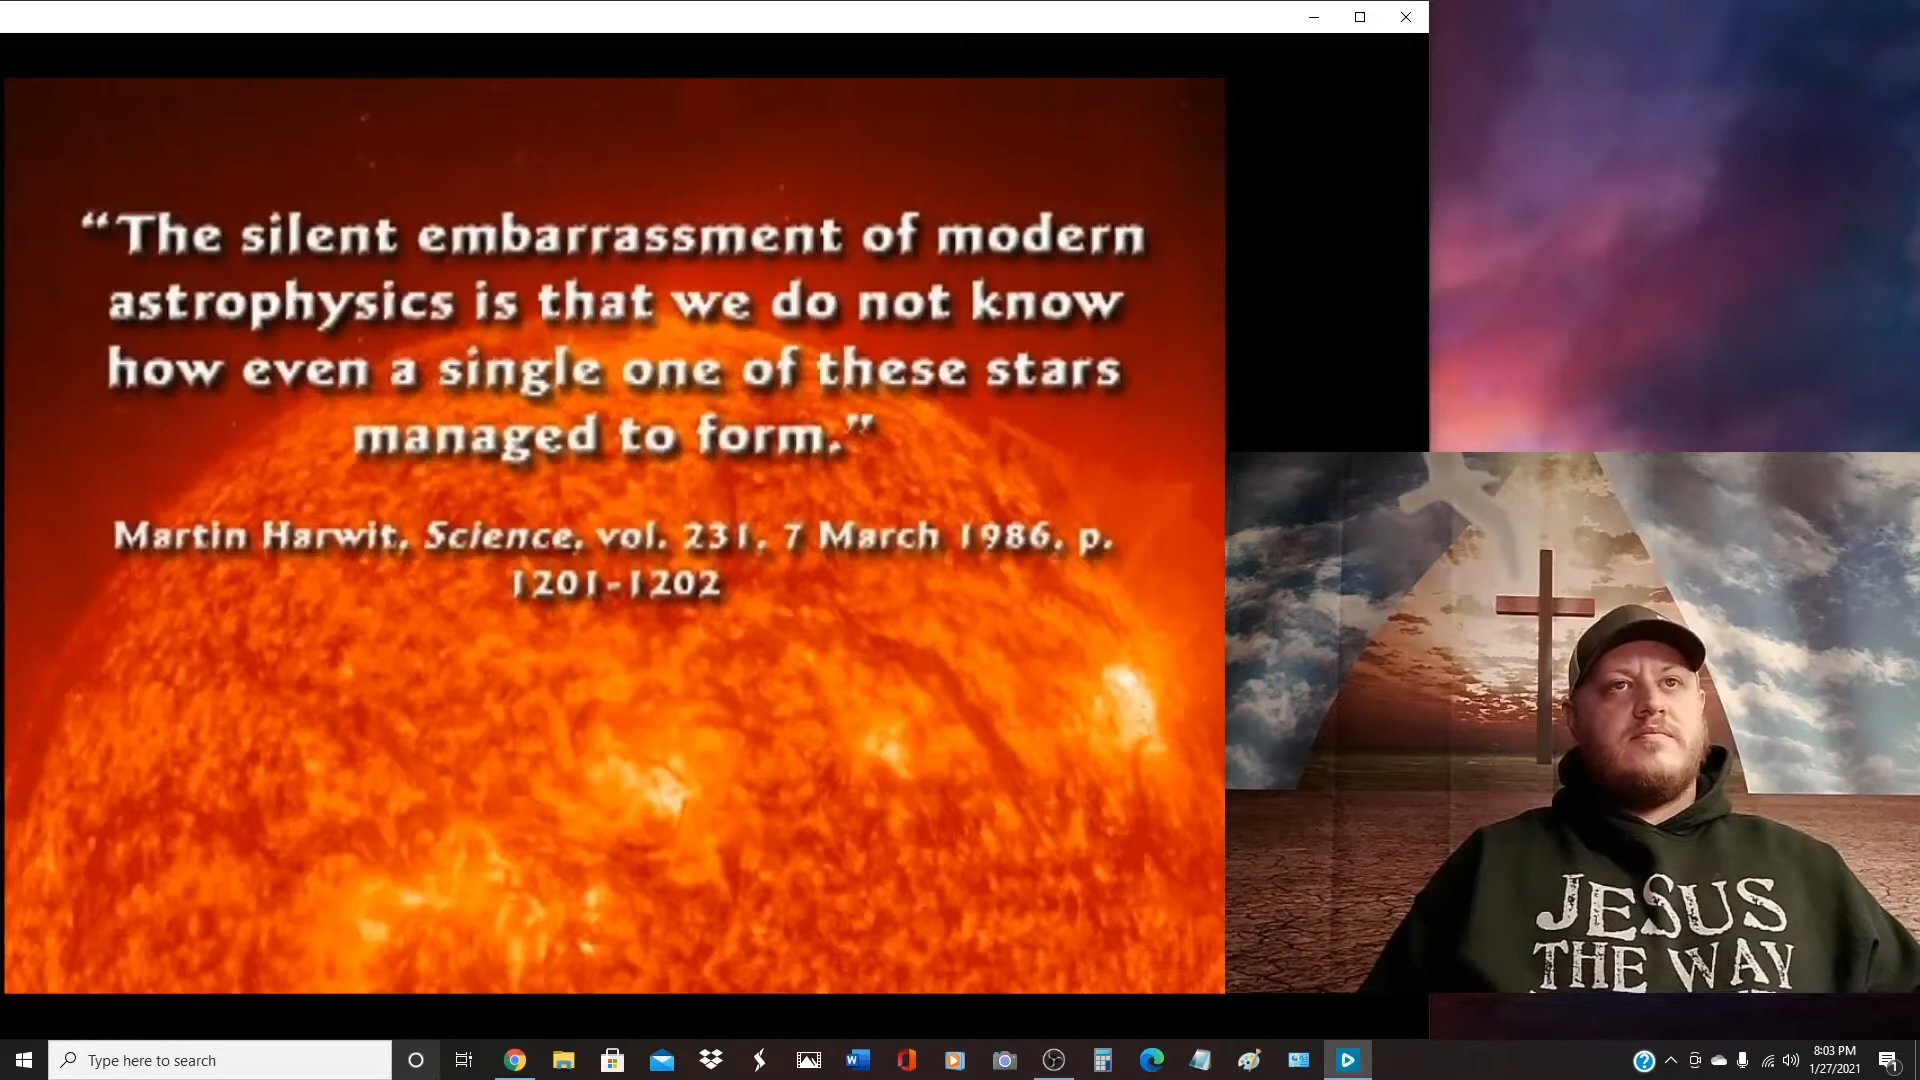 “The silent embarrassment of modern
astrophysics is that we do not know
how even a single one of these stars
managed to form.”
Martin Harwit, Science, vol. 231, 7 March 1986, p.
1201-1202
JESUS
THE WAY
Type here to search
8:03 PM
1/27/2021